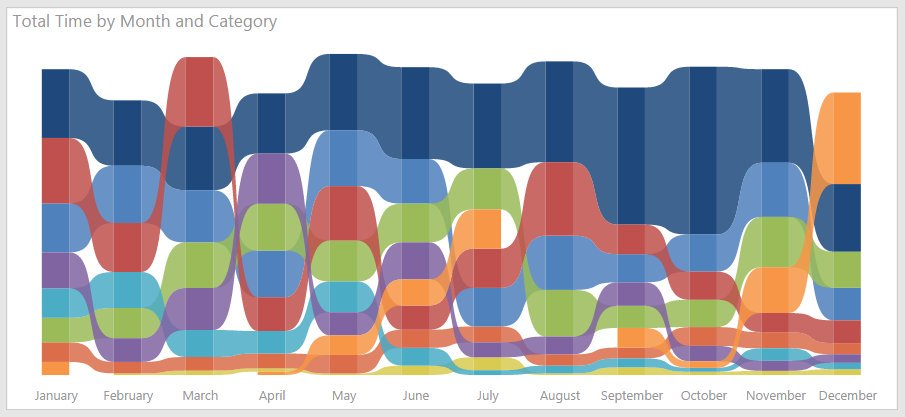 Total Time by Month and Category
January February March April May June July August September October November December